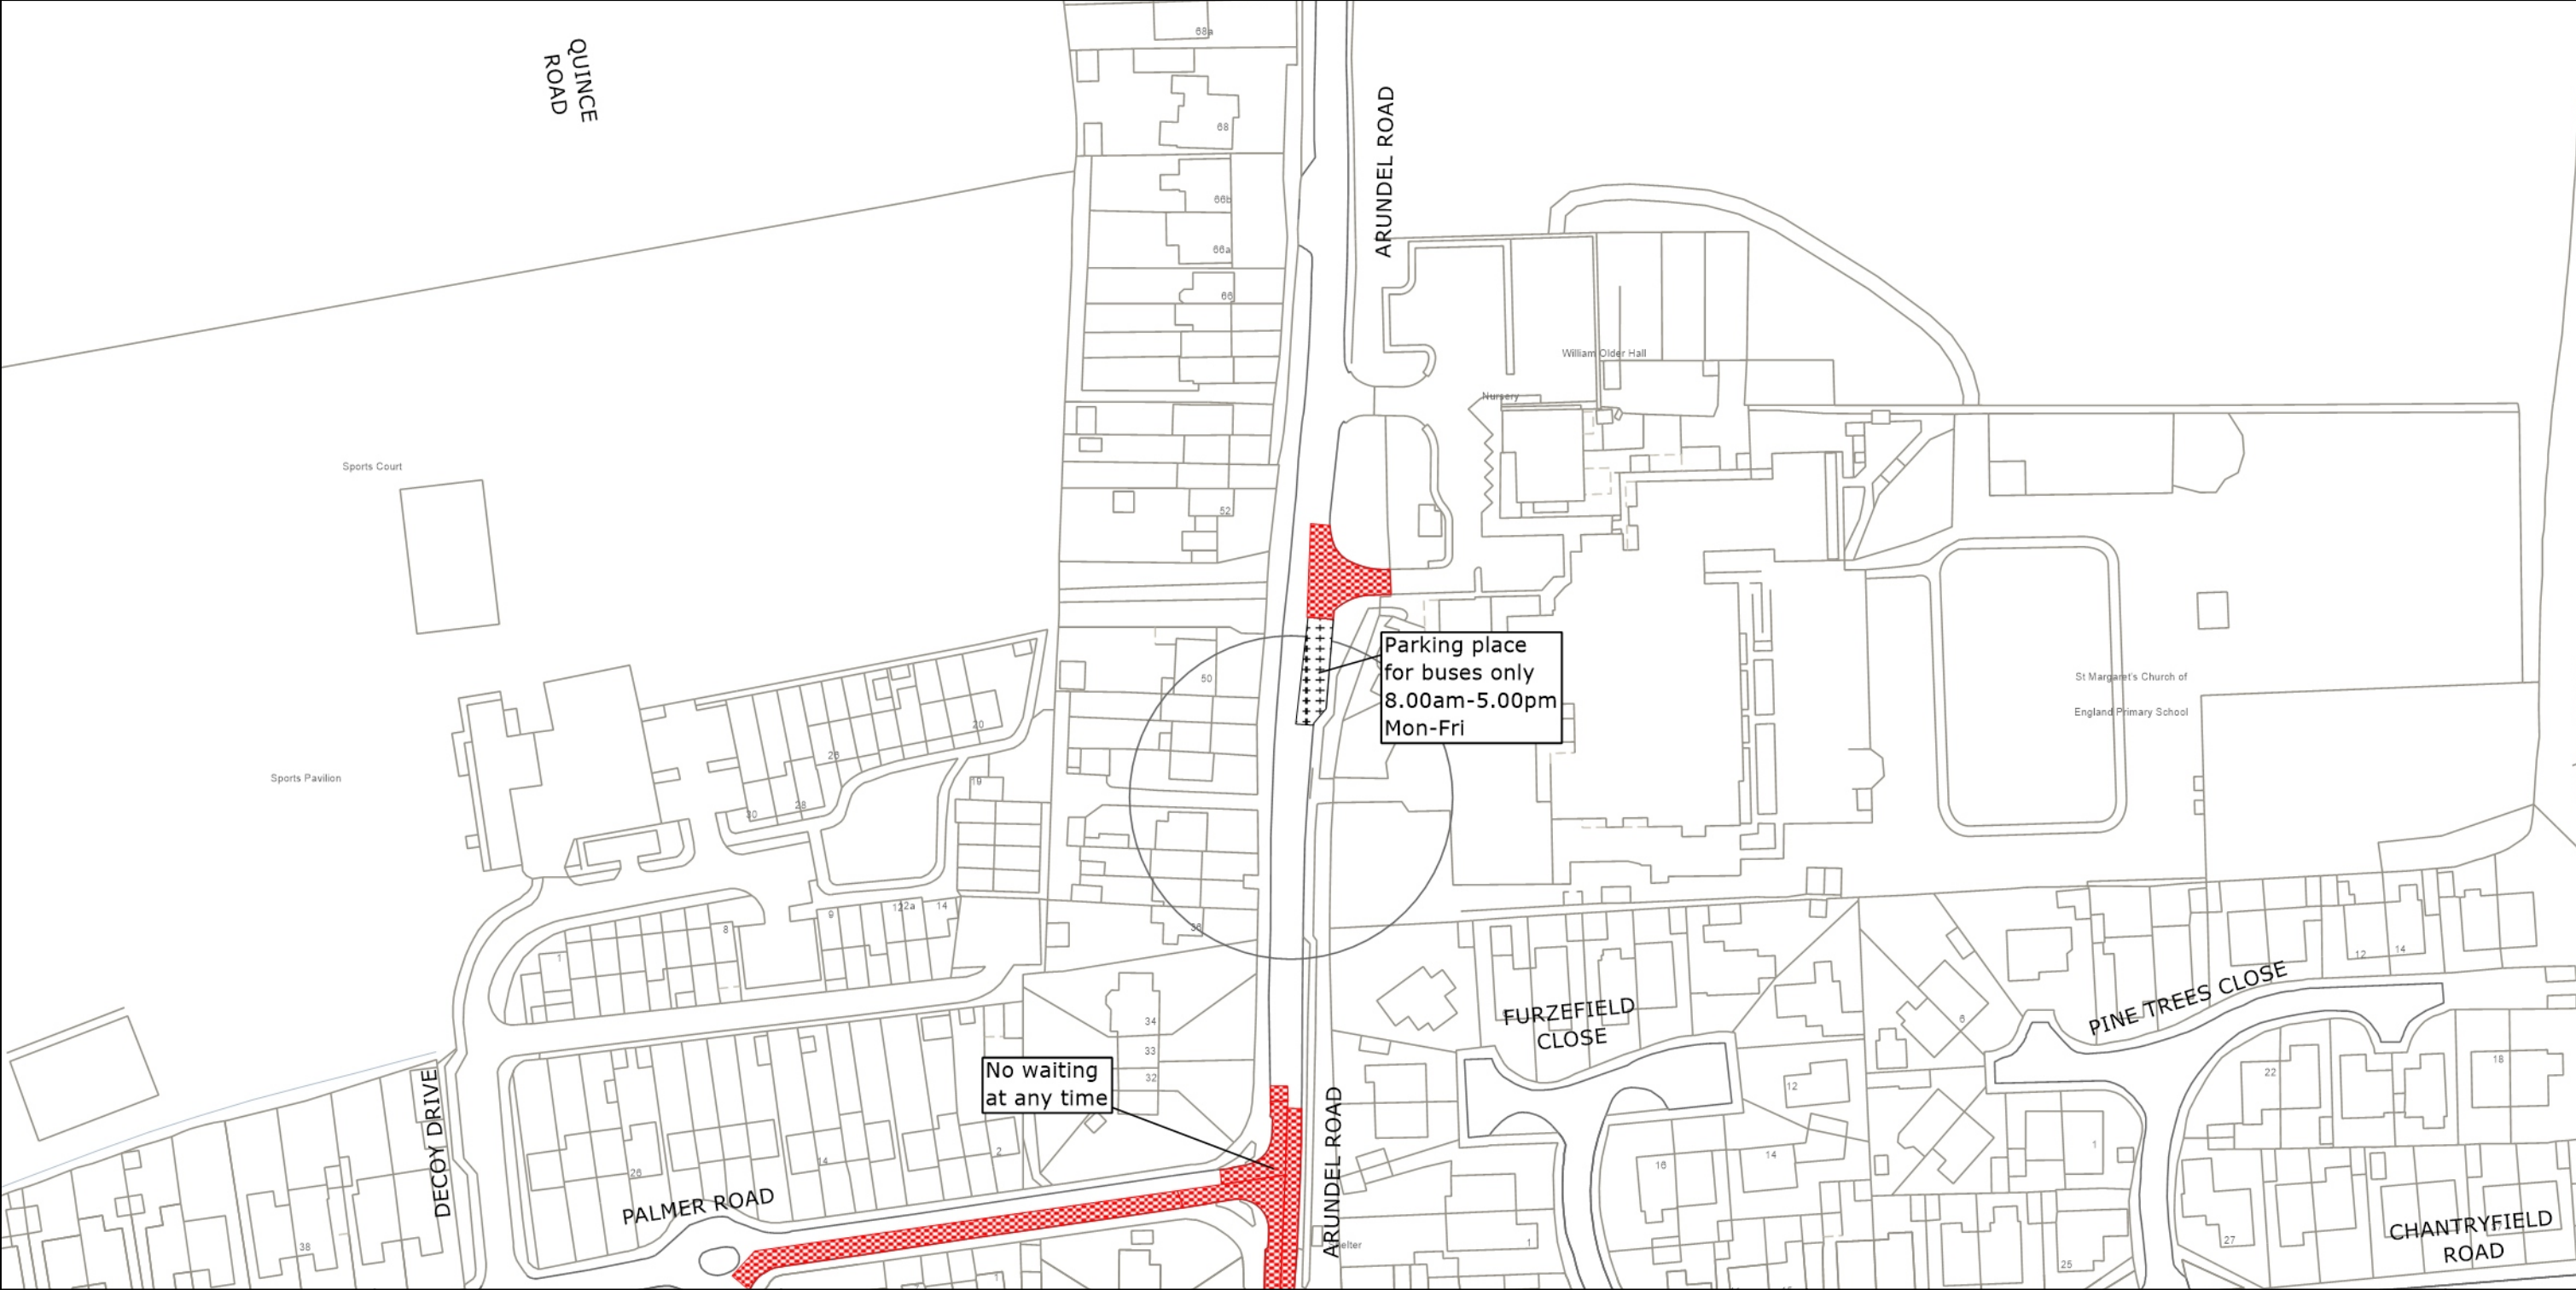 68a
QUINCE
ROAD
ARUNDEL ROAD
68
66b
66a
66
William Older Hall
Nursery
Sports Court
52
Parking place
for buses only
8.00am-5.00pm
Mon-Fri
50
St Margaret's Church of
England Primary School
20
26
Sports Pavilion
19
28
30
9
14
8
36
1
12
14
PINE TREES CLOSE
FURZEFIELD
CLOSE
6
34
33
32
No waiting
at any time
18
22
12
DECOY DRIVE
ARUNDEL ROAD
1
2
14
26
16
14
PALMER ROAD
38
1
27
25
CHANTRYFIELD
ROAD